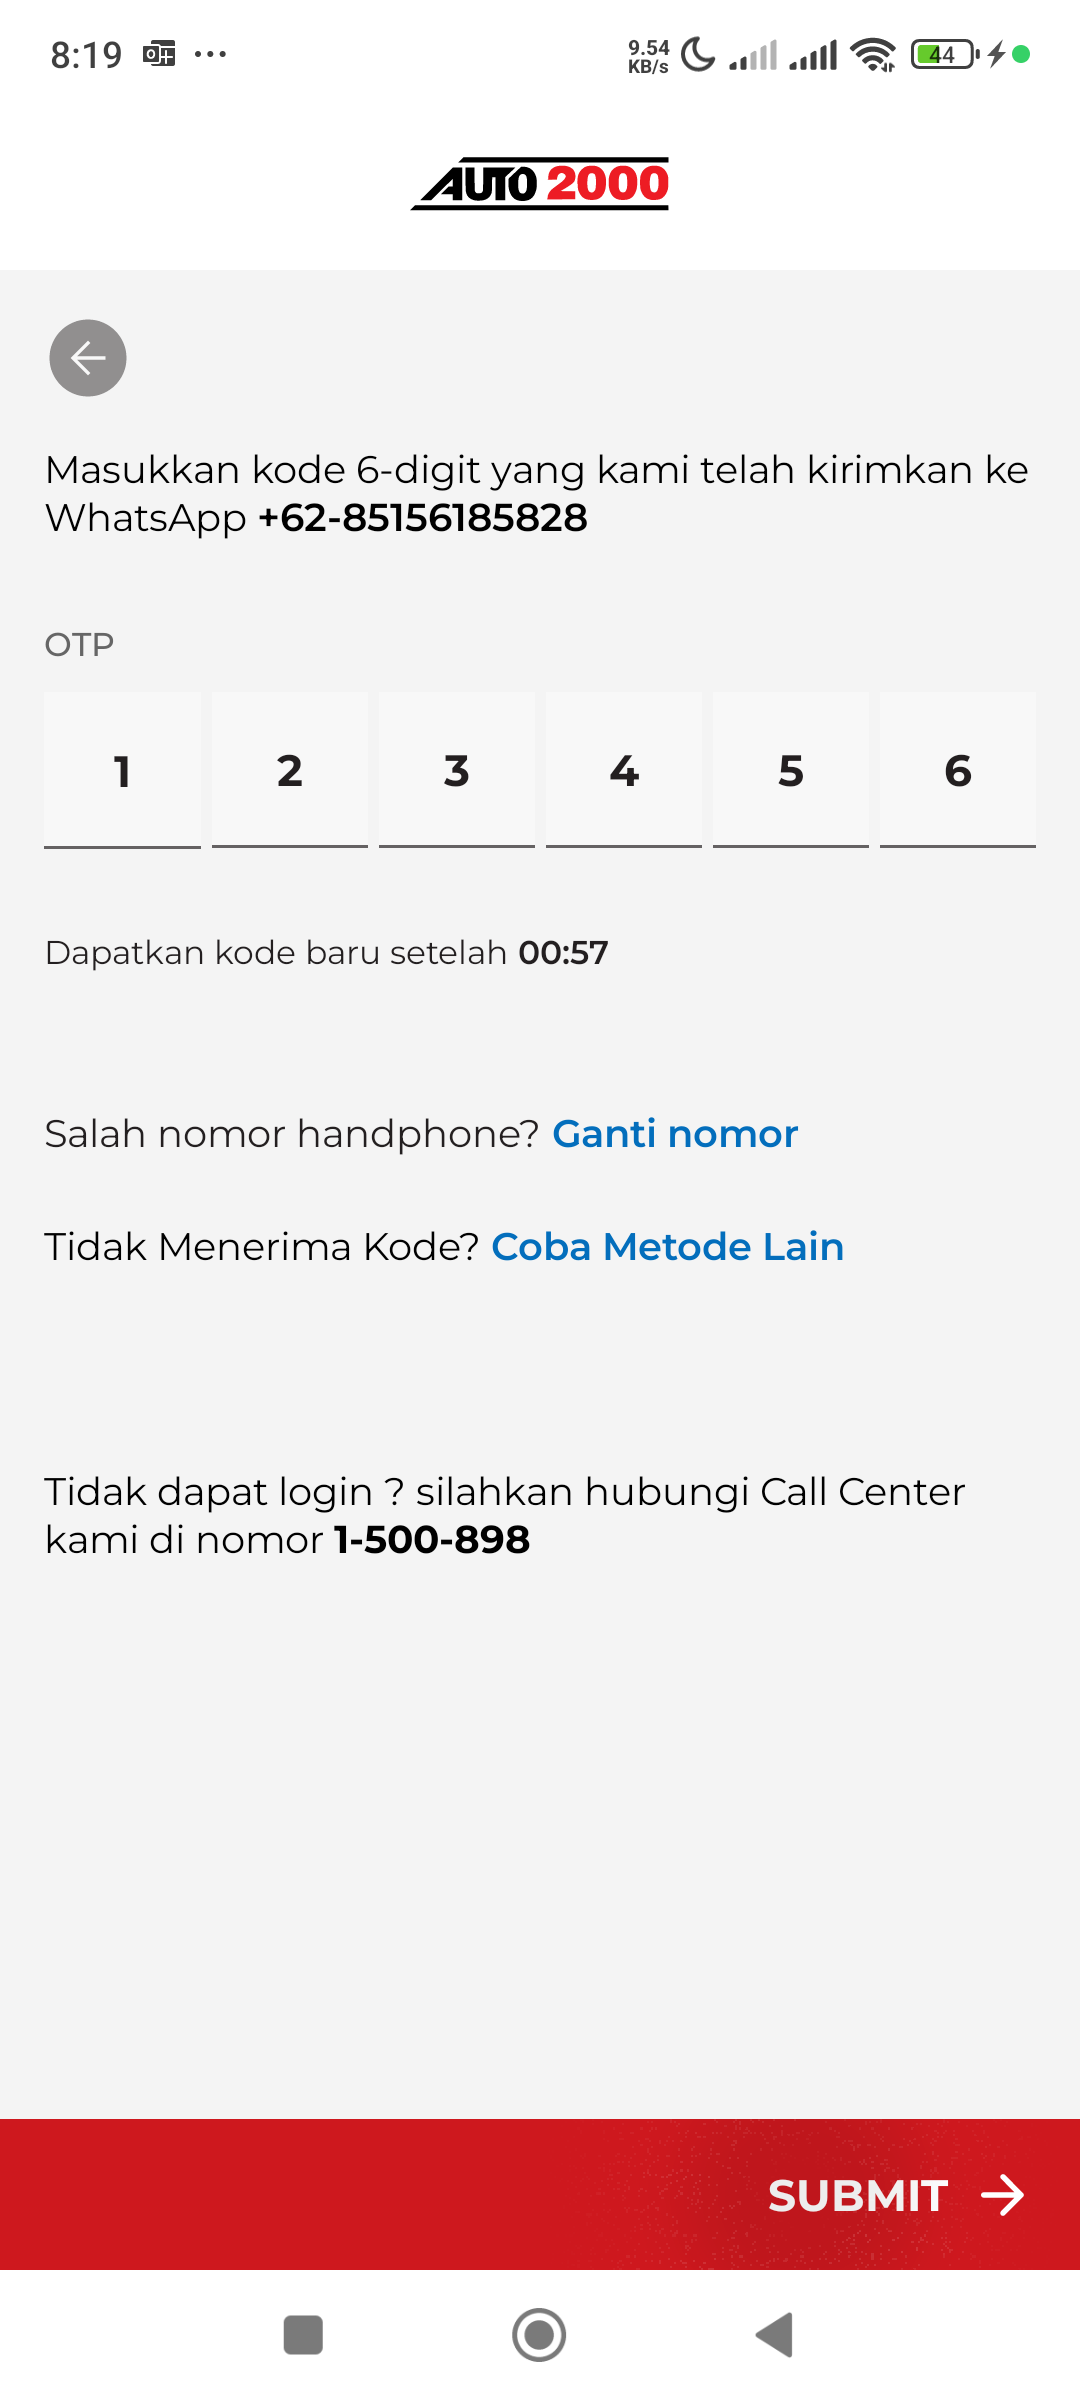 8:19
9.54
KB/s
44
AUTO 2000
Masukkan kode 6-digit yang kami telah kirimkan ke
WhatsApp +62-85156185828
OTP
1 2 3 4 5 6
Dapatkan kode baru setelah 00:57
Salah nomor handphone? Ganti nomor
Tidak Menerima Kode? Coba Metode Lain
Tidak dapat login ? silahkan hubungi Call Center
kami di nomor 1-500-898
SUBMIT